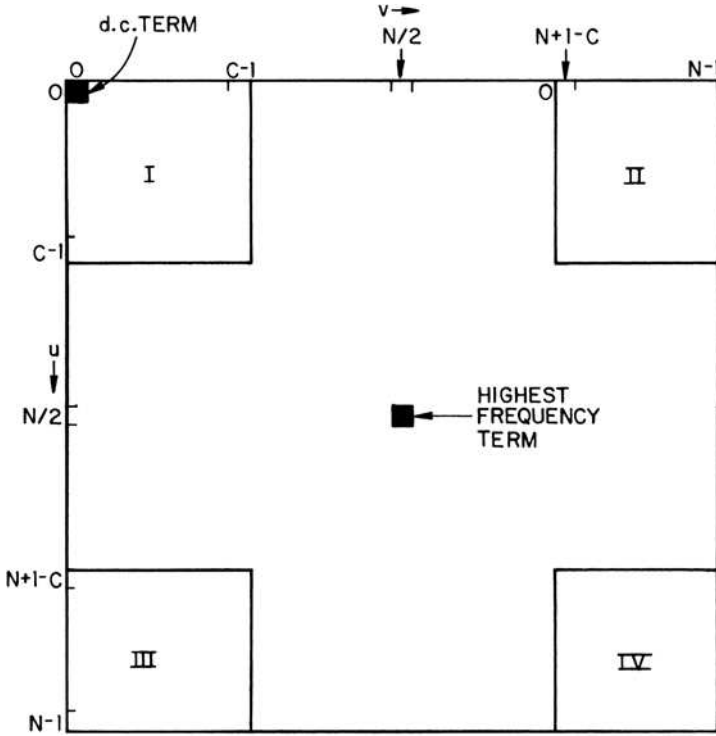 v→
d.c.TERM
N/2
N+1-C
O
C-1
N-1
O
O
I
II
C-1
u
N/2
HIGHEST
FREQUENCY
TERM
N+1-C
III
IV
N-1